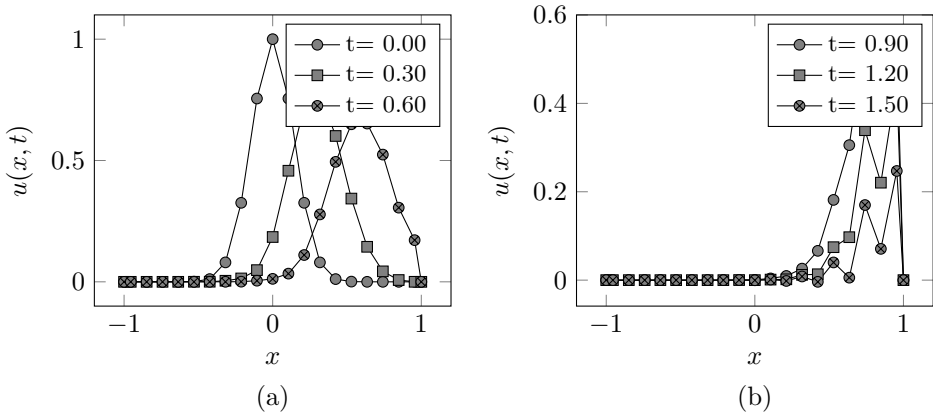 1
0.5
0
−1
0
1
u(x, t)
x
t= 0.00
t= 0.30
t= 0.60
(a)
0.6
0.4
0.2
0
−1
0
1
u(x, t)
x
t= 0.90
t= 1.20
t= 1.50
(b)